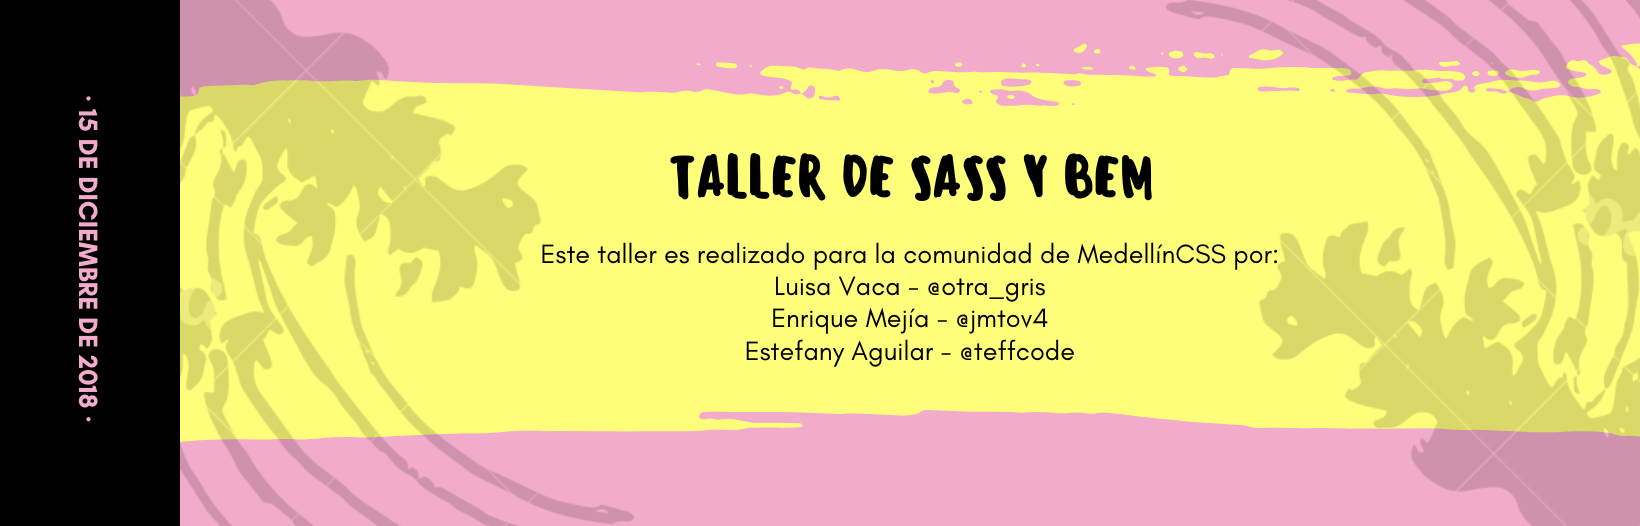 · 15 DE DICIEMBRE DE 2018 ·
TALLER DE SASS Y BEM
Este taller es realizado para la comunidad de MedellínCSS por:
Luisa Vaca - @otra_gris
Enrique Mejía - @jmtov4
Estefany Aguilar - @teffcode